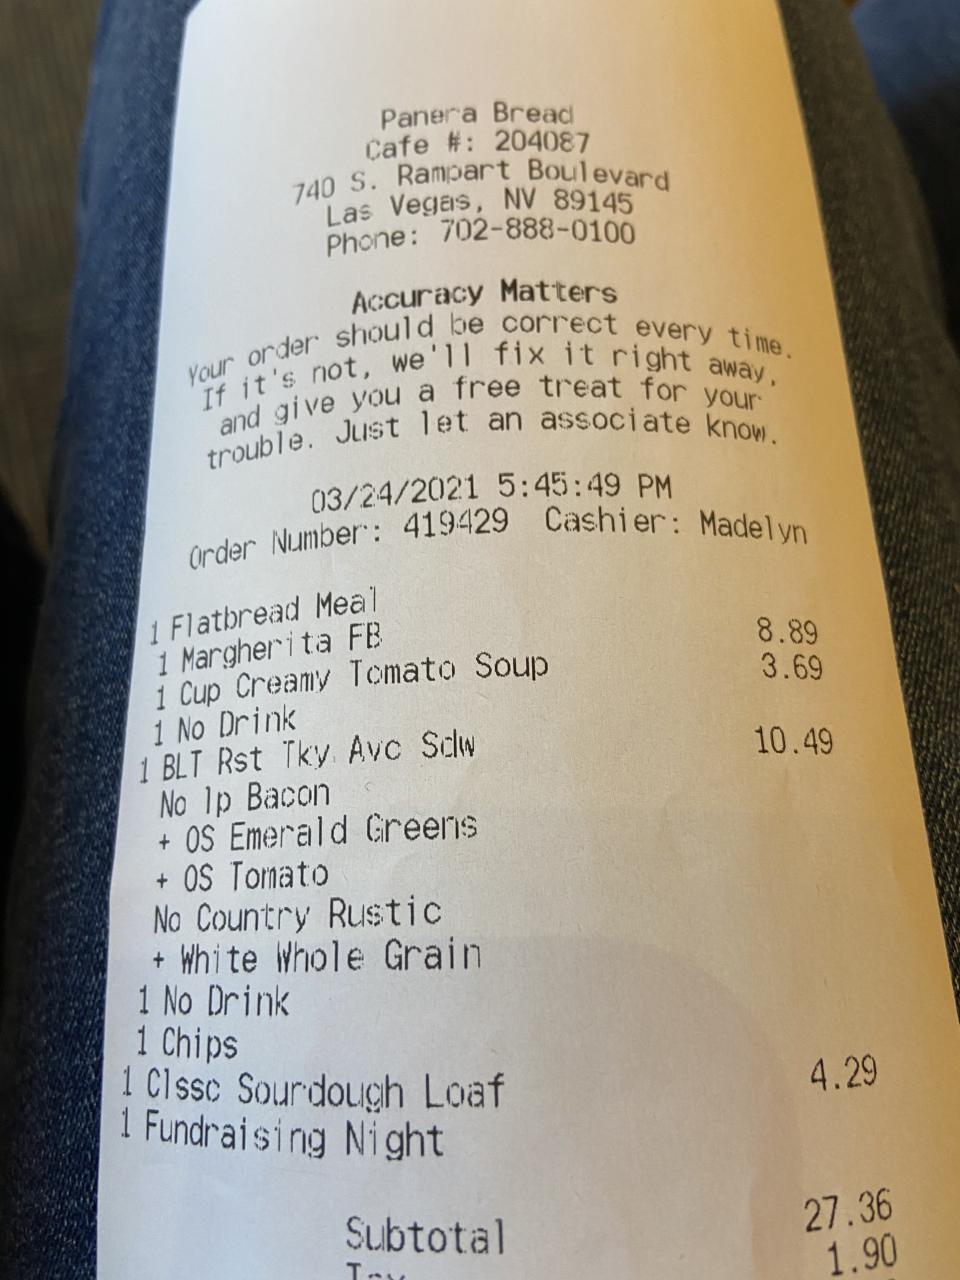 Panera Bread
Cafe #: 204087
740 S. Rampart Boulevard
Las Vegas, NV 89145
Phone: 702-888-0100
Accuracy Matters
Your order should be correct every time.
If it's not, we'll fix it right away,
and give you a free treat for your
trouble. Just let an associate know.
03/24/2021 5:45:49 PM
Order Number: 419429 Cashier: Madelyn
1 Flatbread Meal
1 Margherita FB 8.89
1 Cup Creamy Tomato Soup 3.69
1 No Drink
1 BLT Rst Tky Avc Sdw 10.49
No 1p Bacon
+ OS Emerald Greens
+ OS Tomato
No Country Rustic
+ White Whole Grain
1 No Drink
1 Chips
1 Clssc Sourdough Loaf 4.29
1 Fundraising Night
Subtotal 27.36
Tax 1.90